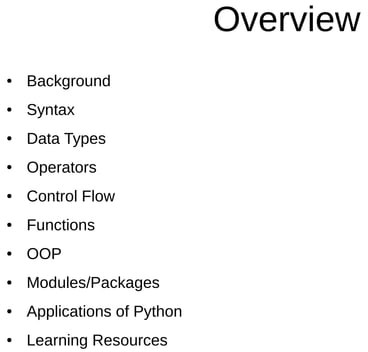 Overview
• Background
• Syntax
• Data Types
• Operators
• Control Flow
• Functions
• OOP
• Modules/Packages
• Applications of Python
• Learning Resources